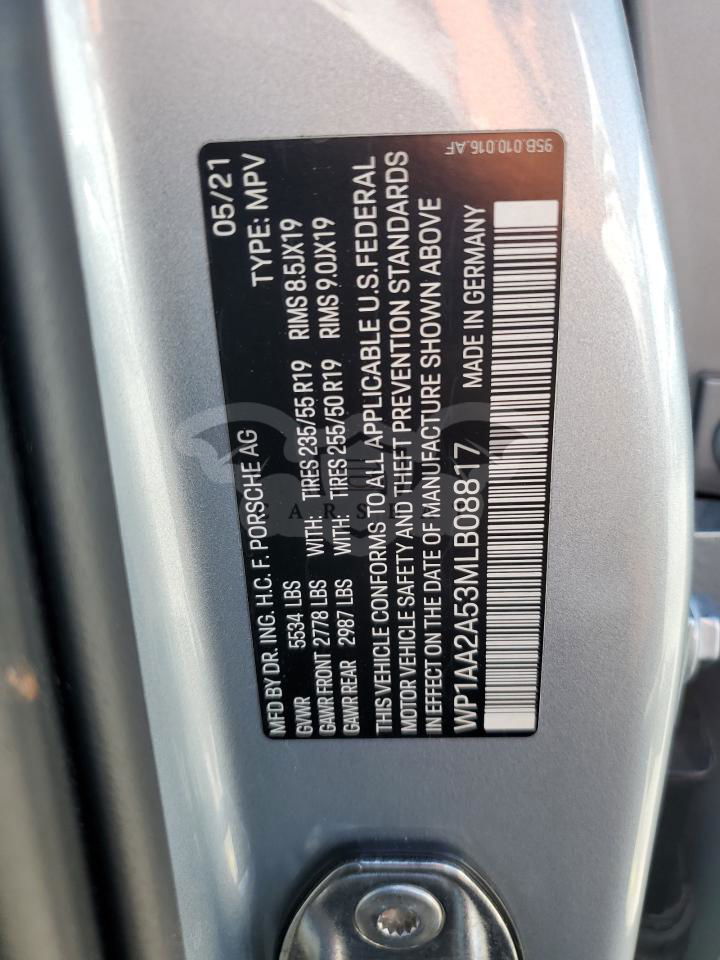 MFD BY DR. ING. H.C. F. PORSCHE AG 05/21
TYPE: MPV
GVWR 5534 LBS WITH: TIRES 235/55 R19 RIMS 8.5JX19
GAWR FRONT 2778 LBS WITH: TIRES 255/50 R19 RIMS 9.0JX19
GAWR REAR 2987 LBS
THIS VEHICLE CONFORMS TO ALL APPLICABLE U.S.FEDERAL
MOTOR VEHICLE SAFETY AND THEFT PREVENTION STANDARDS
IN EFFECT ON THE DATE OF MANUFACTURE SHOWN ABOVE
WP1AA2A53MLB08817 MADE IN GERMANY
95B.010.016.AF